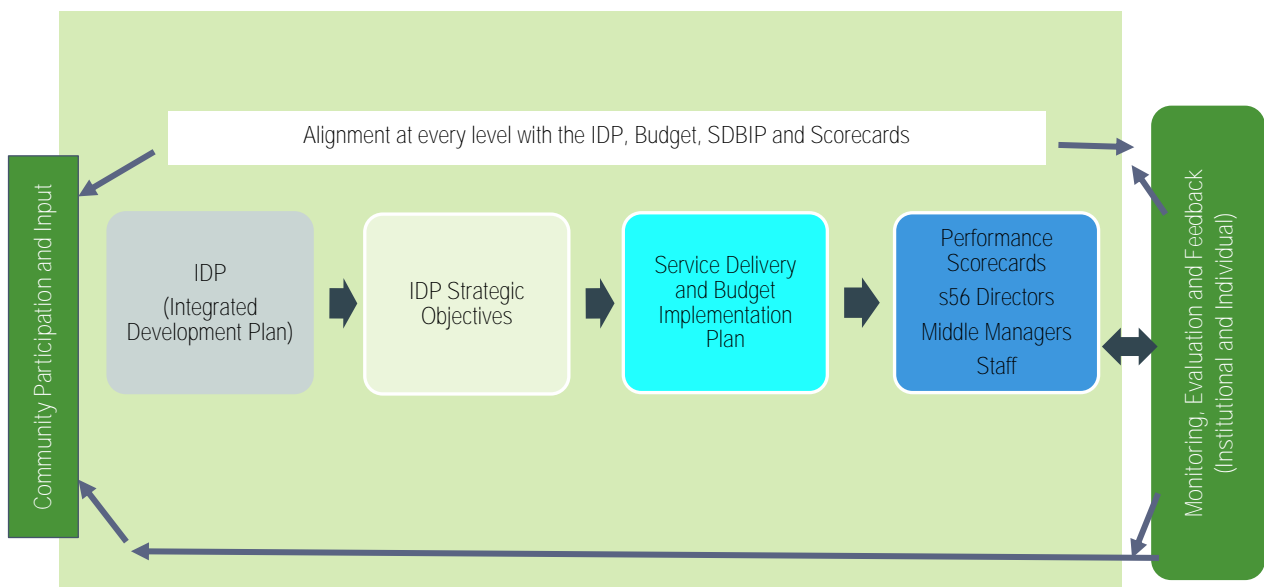 Alignment at every level with the IDP, Budget, SDBIP and Scorecards
Community Participation and Input
IDP
(Integrated
Development Plan)
IDP Strategic
Objectives
Service Delivery
and Budget
Implementation
Plan
Performance
Scorecards
s56 Directors
Middle Managers
Staff
Monitoring, Evaluation and Feedback
(Institutional and Individual)